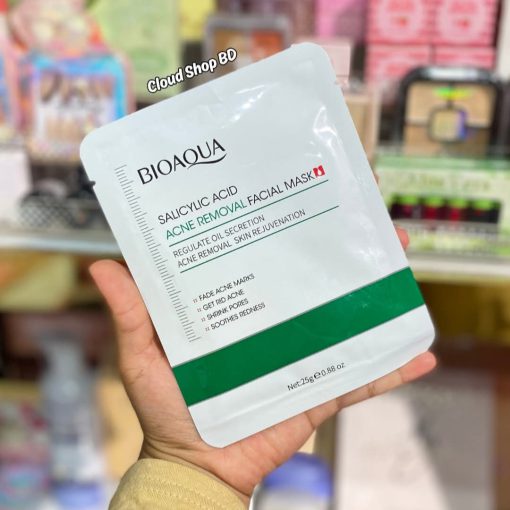 Cloud Shop BD
BIOAQUA
SALICYLIC ACID
ACNE REMOVAL FACIAL MASK
REGULATE OIL SECRETION
ACNE REMOVAL SKIN REJUVENATION
FADE ACNE MARKS
GET RID ACNE
SHRINK PORES
SOOTHES REDNESS
Net:25g℮0.88 oz